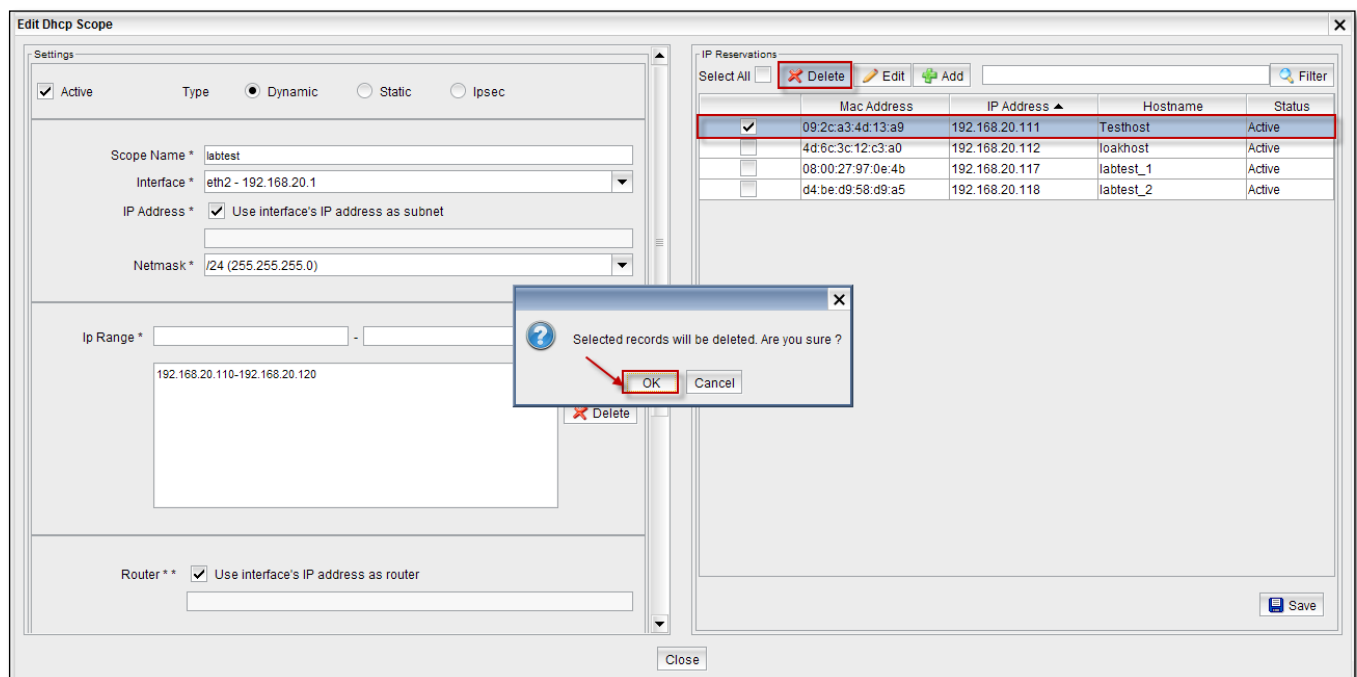 Edit Dhcp Scope
Settings
Active Type Dynamic Static Ipsec
Scope Name * labtest
Interface * eth2 - 192.168.20.1
IP Address * Use interface's IP address as subnet
Netmask * /24 (255.255.255.0)
Ip Range * -
192.168.20.110-192.168.20.120
Delete
Router * * Use interface's IP address as router
IP Reservations
Select All Delete Edit Add Filter
Mac Address IP Address Hostname Status
09:2c:a3:4d:13:a9 192.168.20.111 Testhost Active
4d:6c:3c:12:c3:a0 192.168.20.112 loakhost Active
08:00:27:97:0e:4b 192.168.20.117 labtest_1 Active
d4:be:d9:58:d9:a5 192.168.20.118 labtest_2 Active
Selected records will be deleted. Are you sure ?
OK Cancel
Save
Close